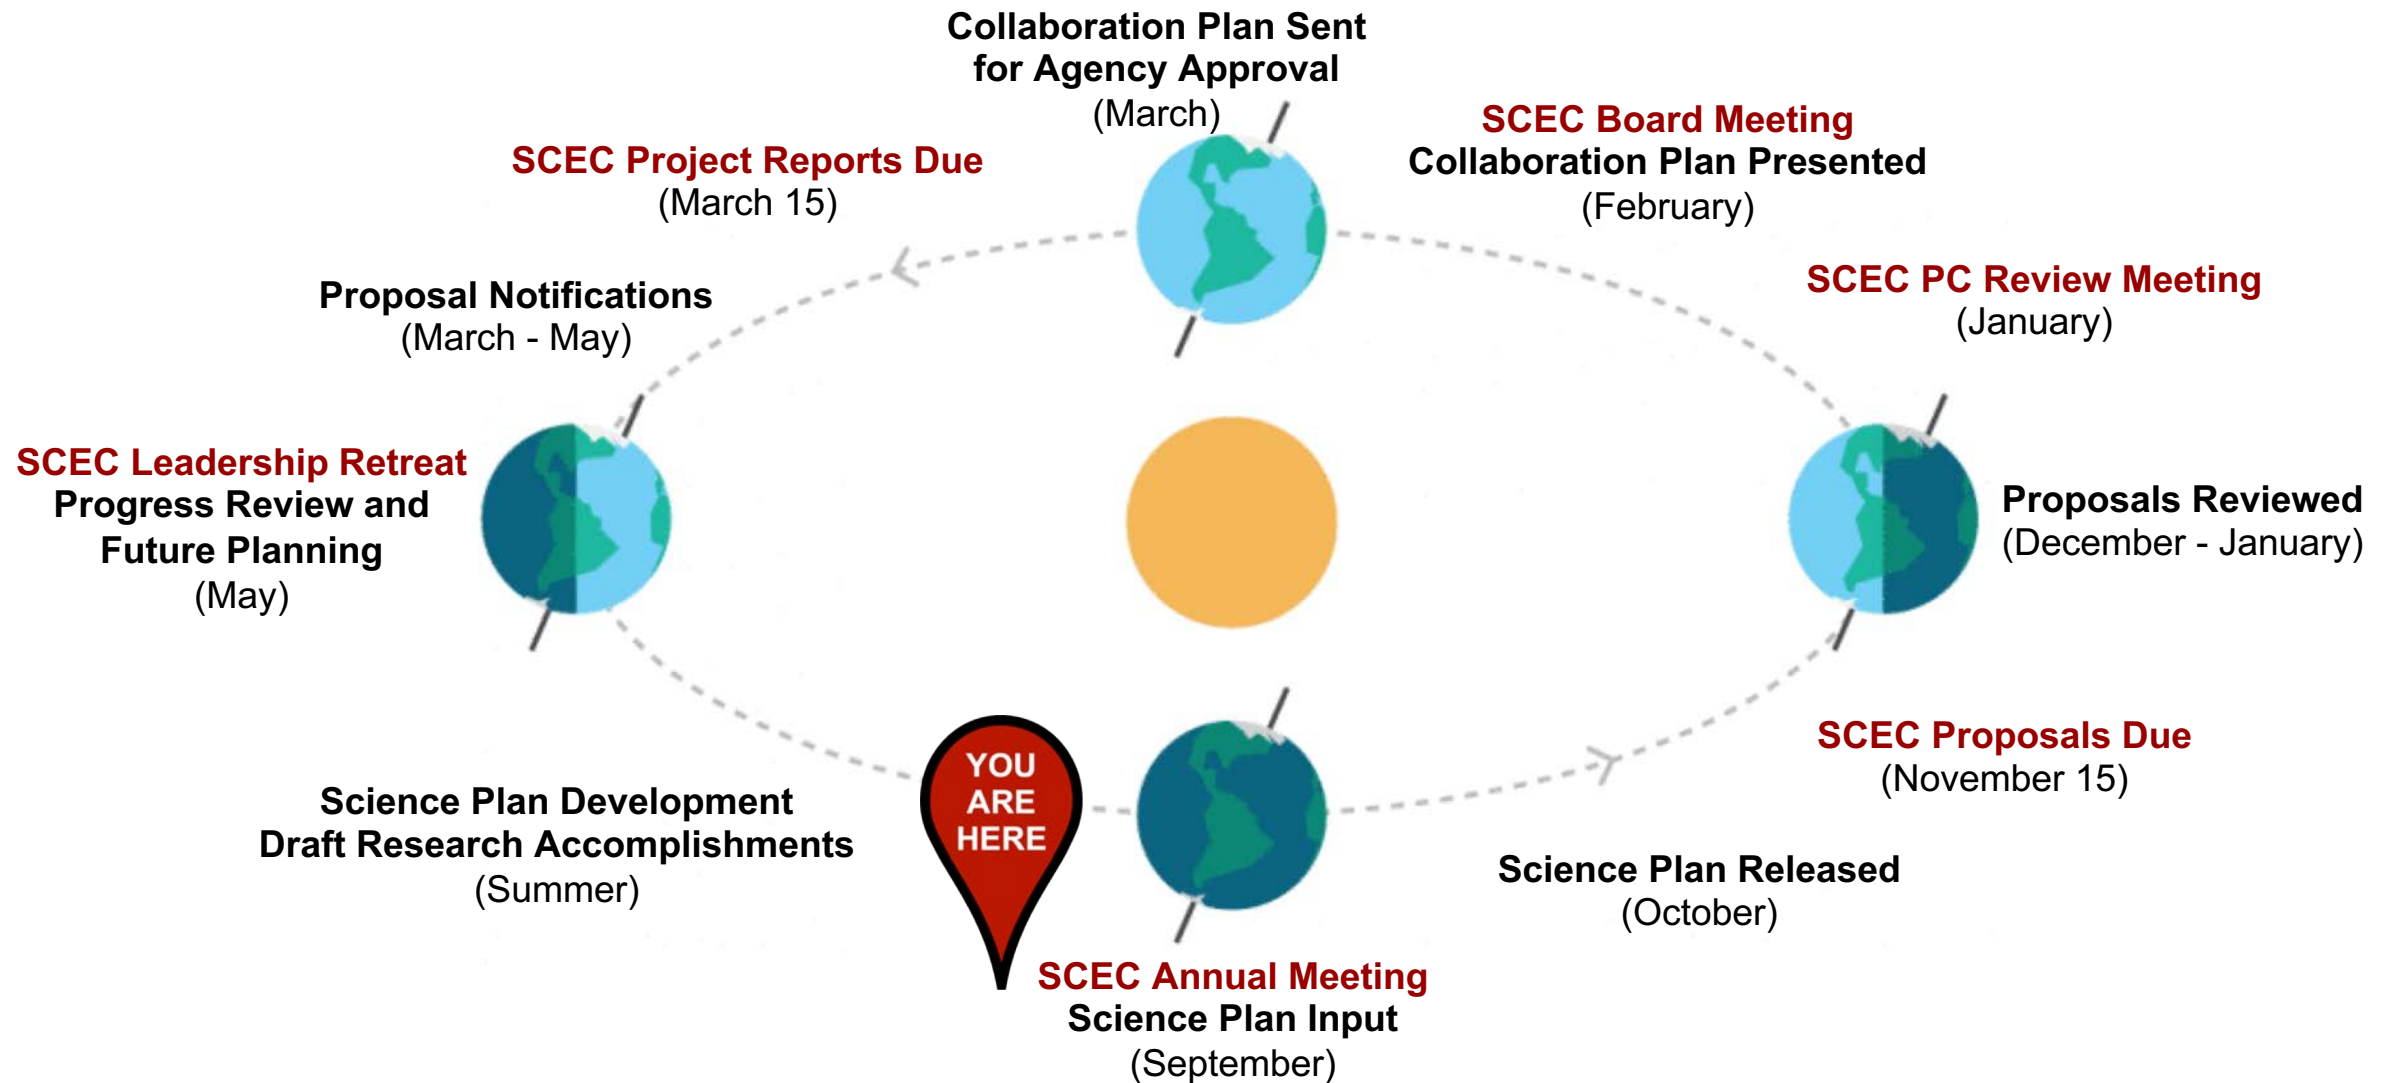 Collaboration Plan Sent
for Agency Approval
(March)
SCEC Board Meeting
Collaboration Plan Presented
(February)
SCEC Project Reports Due
(March 15)
SCEC PC Review Meeting
(January)
Proposal Notifications
(March - May)
SCEC Leadership Retreat
Progress Review and
Future Planning
(May)
Proposals Reviewed
(December - January)
YOU
ARE
HERE
SCEC Proposals Due
(November 15)
Science Plan Development
Draft Research Accomplishments
(Summer)
Science Plan Released
(October)
SCEC Annual Meeting
Science Plan Input
(September)